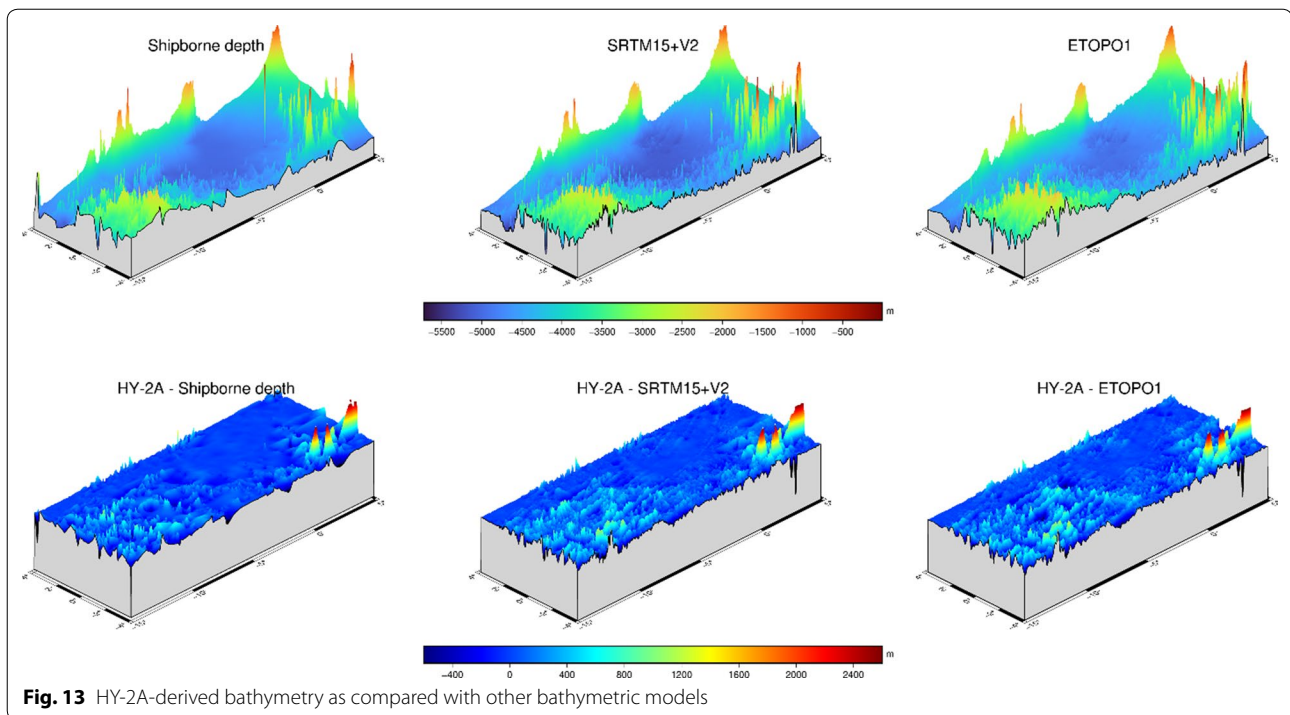 Shipborne depth
SRTM15+V2
ETOPO1
−5500 −5000 −4500 −4000 −3500 −3000 −2500 −2000 −1500 −1000 −500 m
HY-2A - Shipborne depth
HY-2A - SRTM15+V2
HY-2A - ETOPO1
−400 0 400 800 1200 1600 2000 2400 m
Fig. 13 HY-2A-derived bathymetry as compared with other bathymetric models